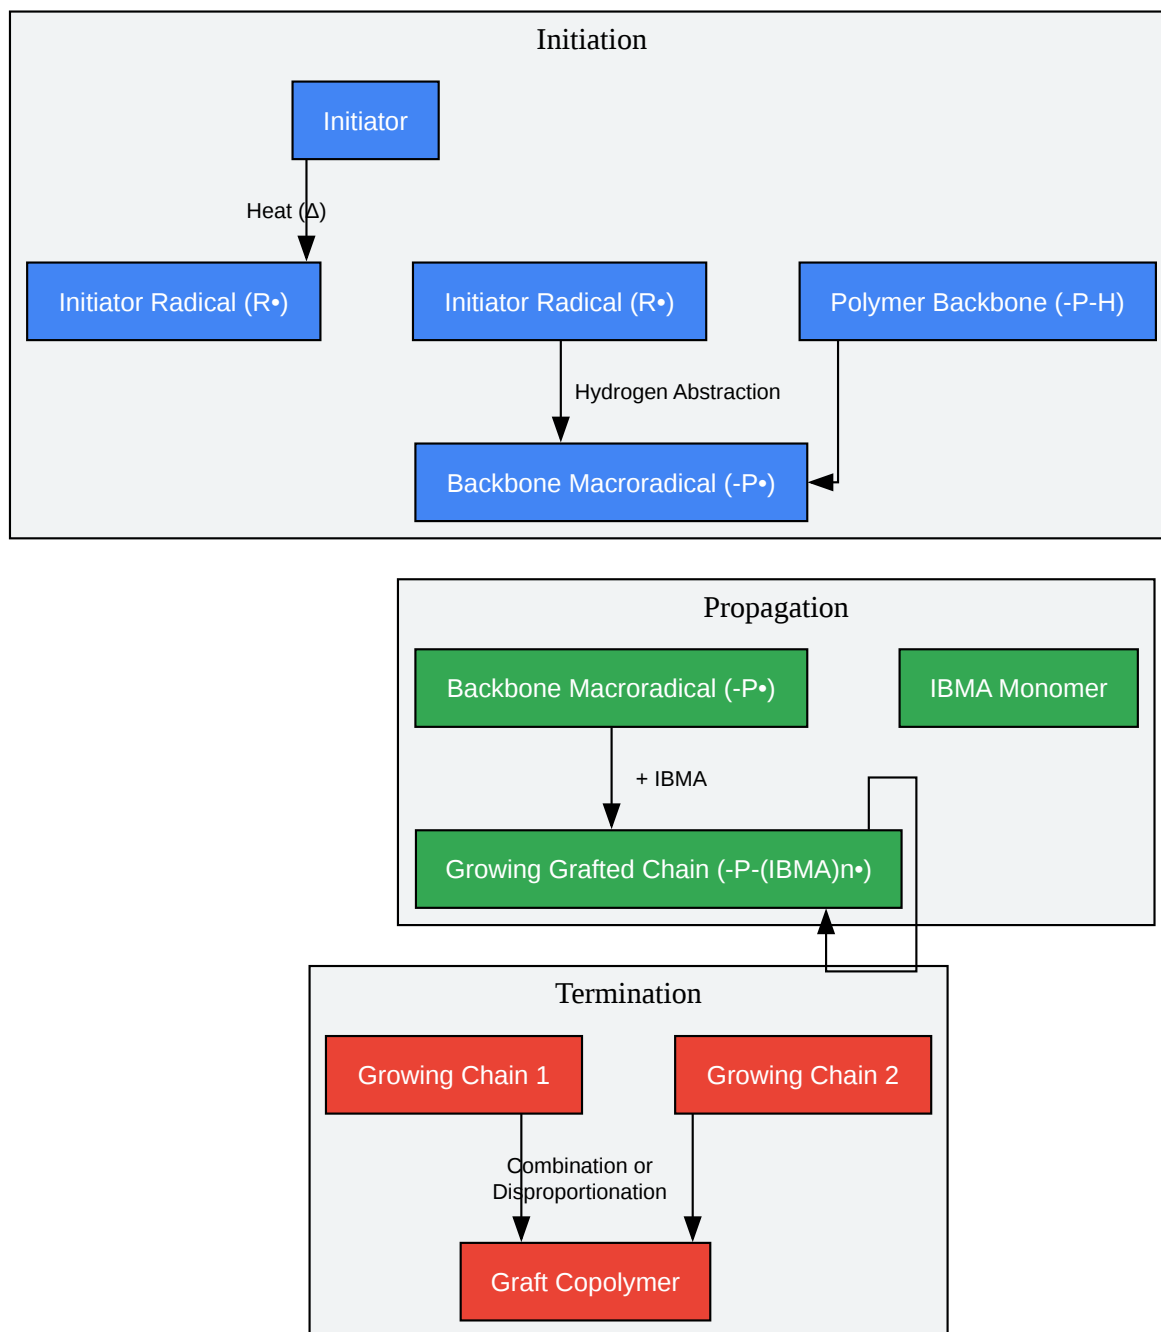 Initiation
Initiator
Heat (Δ)
Initiator Radical (R•)
Initiator Radical (R•)
Polymer Backbone (-P-H)
Hydrogen Abstraction
Backbone Macroradical (-P•)
Propagation
Backbone Macroradical (-P•)
IBMA Monomer
+ IBMA
Growing Grafted Chain (-P-(IBMA)n•)
Termination
Growing Chain 1
Growing Chain 2
Combination or
Disproportionation
Graft Copolymer